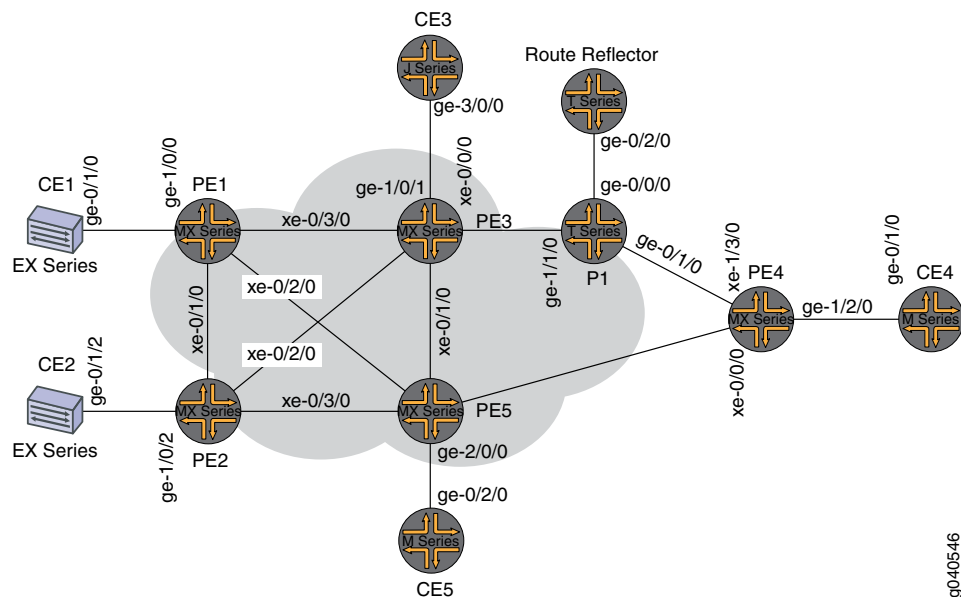 CE3
J Series
Route Reflector
T Series
ge-3/0/0
ge-0/2/0
CE1
ge-0/1/0
EX Series
ge-1/0/0
PE1
MX Series
xe-0/3/0
ge-1/0/1
xe-0/0/0
MX Series
PE3
ge-0/0/0
T Series
P1
ge-1/1/0
ge-0/1/0
xe-0/2/0
xe-0/1/0
xe-0/2/0
xe-0/1/0
xe-1/3/0
PE4
MX Series
xe-0/0/0
ge-1/2/0
ge-0/1/0
CE4
M Series
CE2
ge-0/1/2
EX Series
ge-1/0/2
MX Series
PE2
xe-0/3/0
MX Series
PE5
ge-2/0/0
ge-0/2/0
M Series
CE5
g040546